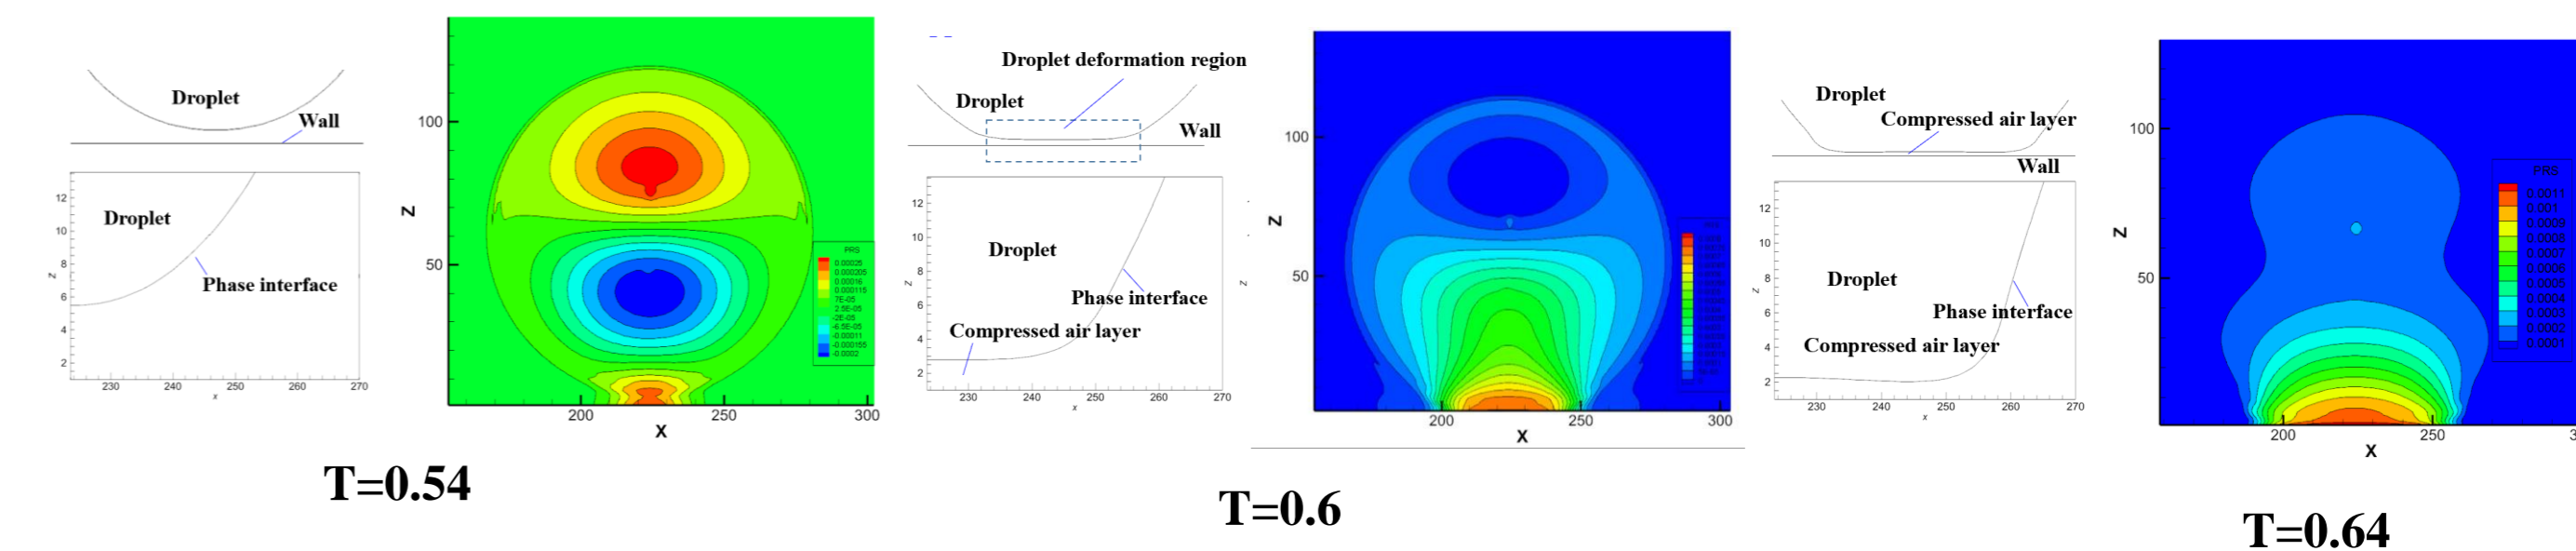 Droplet
Wall
12
10
8
6
4
2
Droplet
Phase interface
230
240
250
260
270
x
z
Z
100
50
200
250
300
X
PRS
0.00025
0.000205
0.00016
0.000115
7E-05
2.5E-05
-2E-05
-6.5E-05
-0.00011
-0.000155
-0.0002
T=0.54
Droplet deformation region
Droplet
Wall
12
10
8
6
4
2
Droplet
Phase interface
Compressed air layer
230
240
250
260
270
x
z
Z
100
50
200
250
300
X
T=0.6
Droplet
Compressed air layer
Wall
12
10
8
6
4
2
Droplet
Phase interface
Compressed air layer
230
240
250
260
270
x
z
Z
100
50
200
250
X
PRS
0.0011
0.001
0.0009
0.0008
0.0007
0.0006
0.0005
0.0004
0.0003
0.0002
0.0001
T=0.64